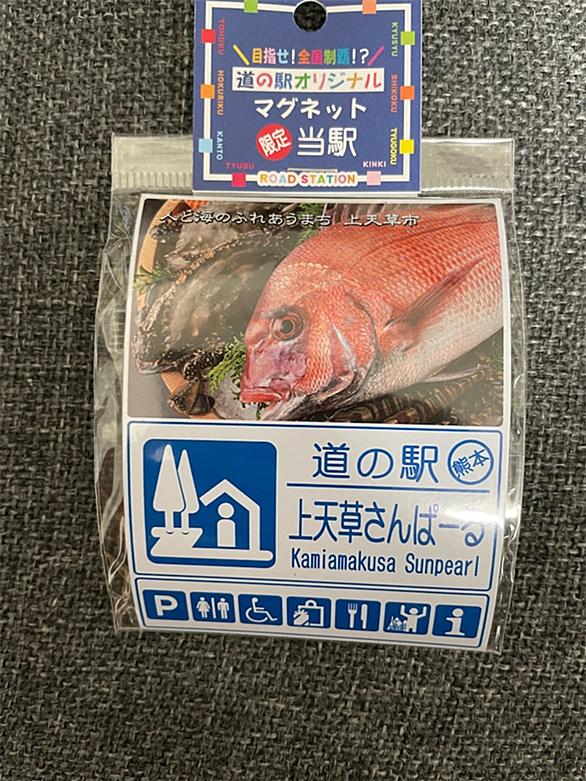 目指せ!全国制覇!?
道の駅オリジナル
マグネット
限定 当駅
ROAD STATION
TOHOKU
HOKURIKU
KANTO
TYUBU
KYUSYU
SHIKOKU
TYUGOKU
KINKI
人と海のふれあうまち 上天草市
道の駅 熊本
上天草さんぱーる
Kamiamakusa Sunpearl
P
i